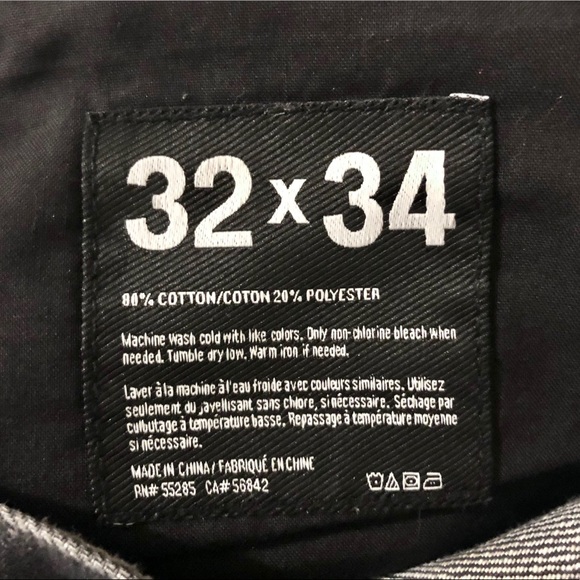 32 x 34
80% COTTON/COTON 20% POLYESTER
Machine wash cold with like colors. Only non-chlorine bleach when
needed. Tumble dry low. Warm iron if needed.
Laver à la machine à l'eau froide avec couleurs similaires. Utilisez
seulement du javellisant sans chlore, si nécessaire. Séchage par
culbutage à température basse. Repassage à température moyenne
si nécessaire.
MADE IN CHINA / FABRIQUÉ EN CHINE
RN# 55285 CA# 56842